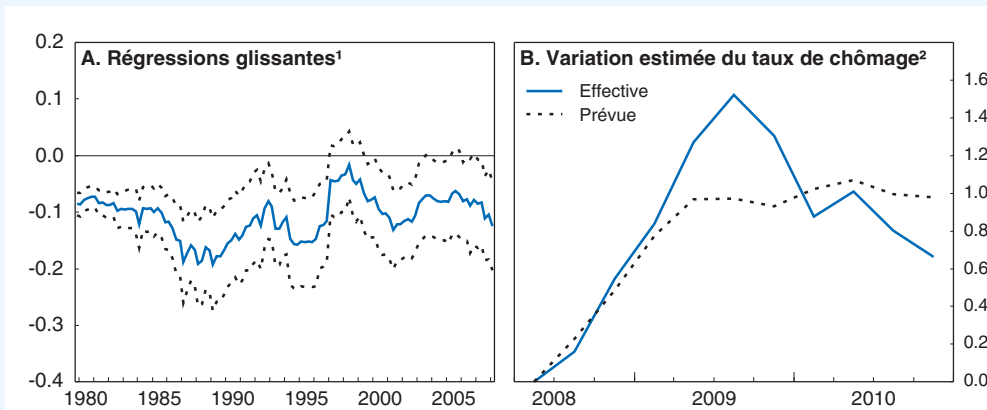 A. Régressions glissantes¹
0.2
0.1
0.0
-0.1
-0.2
-0.3
-0.4
1980 1985 1990 1995 2000 2005
B. Variation estimée du taux de chômage²
Effective
Prévue
1.6
1.4
1.2
1.0
0.8
0.6
0.4
0.2
0.0
2008 2009 2010